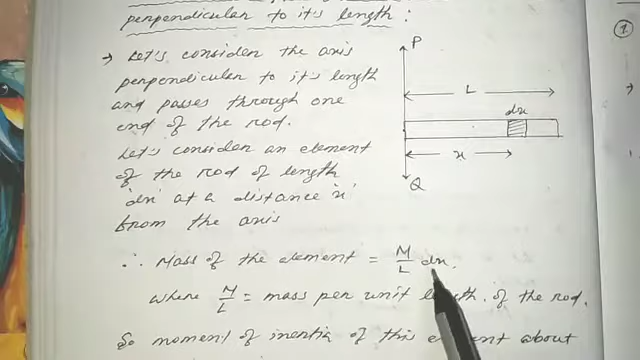 perpendicular to it's length :
→ Let's consider the axis
perpendicular to it's length
and passes through one
end of the rod.
Let's consider an element
of the rod of length
'dx' at a distance 'x'
from the axis
P
L
dx
x
Q
∴ Mass of the element = M/L dx.
where M/L = mass per unit length. of the rod.
So moment of inertia of this about
1